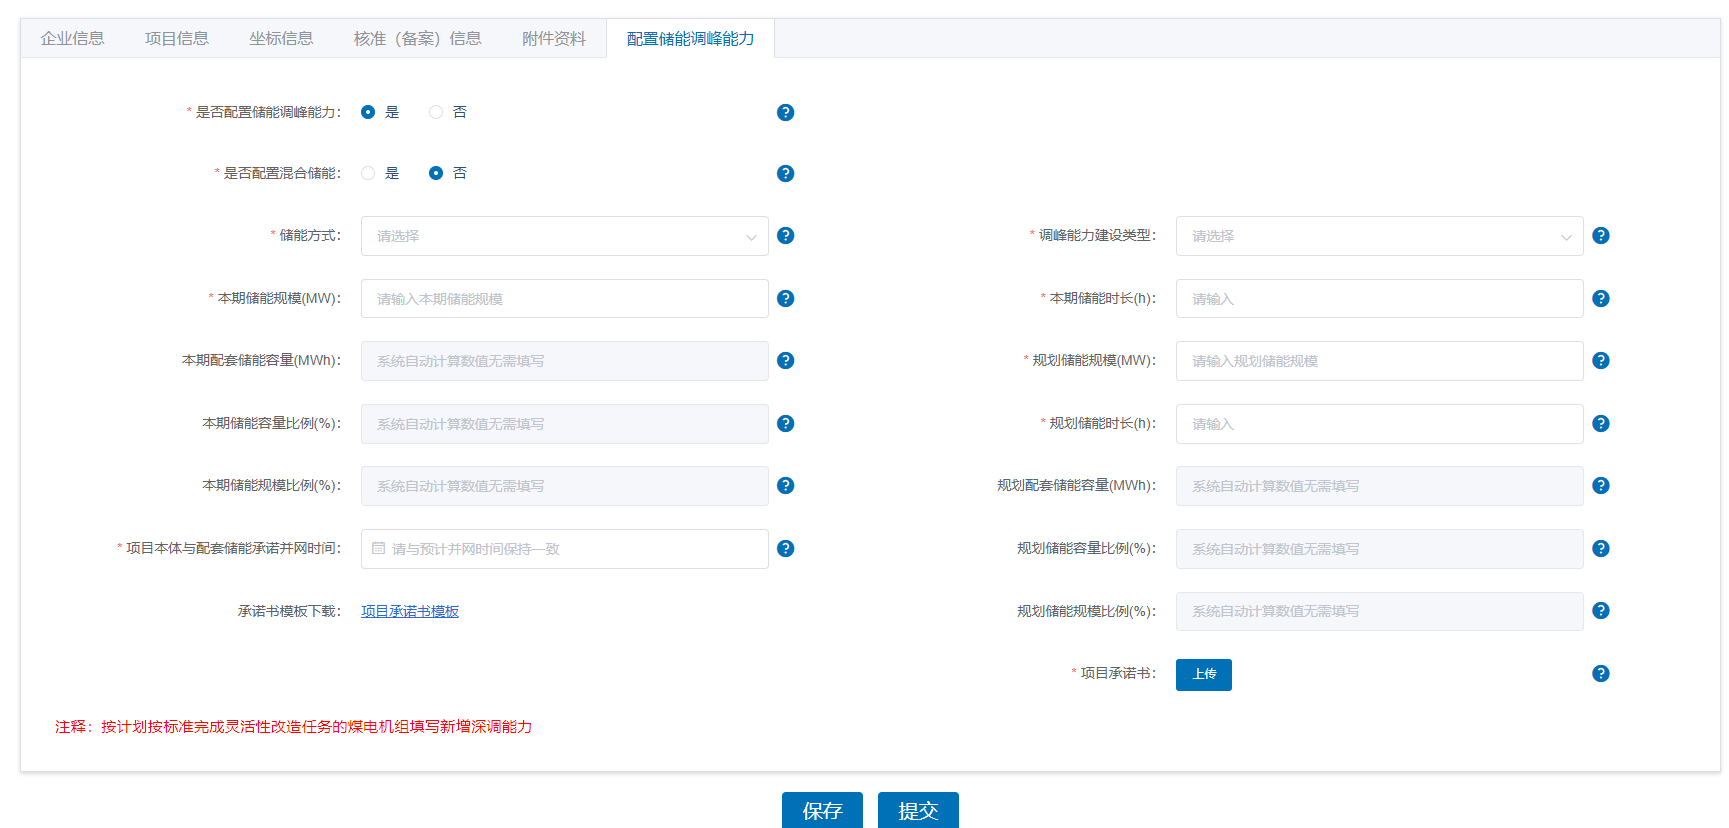 企业信息 项目信息 坐标信息 核准（备案）信息 附件资料 配置储能调峰能力
* 是否配置储能调峰能力： 是 否 ?
* 是否配置混合储能： 是 否 ?
* 储能方式： 请选择 ? * 调峰能力建设类型： 请选择 ?
* 本期储能规模(MW)： 请输入本期储能规模 ? * 本期储能时长(h)： 请输入 ?
本期配套储能容量(MWh)： 系统自动计算数值无需填写 ? * 规划储能规模(MW)： 请输入规划储能规模 ?
本期储能容量比例(%)： 系统自动计算数值无需填写 ? * 规划储能时长(h)： 请输入 ?
本期储能规模比例(%)： 系统自动计算数值无需填写 ? 规划配套储能容量(MWh)： 系统自动计算数值无需填写 ?
* 项目本体与配套储能承诺并网时间： 请与预计并网时间保持一致 ? 规划储能容量比例(%)： 系统自动计算数值无需填写 ?
承诺书模板下载： 项目承诺书模板 规划储能规模比例(%)： 系统自动计算数值无需填写 ?
* 项目承诺书： 上传 ?
注释：按计划按标准完成灵活性改造任务的煤电机组填写新增深调能力
保存 提交